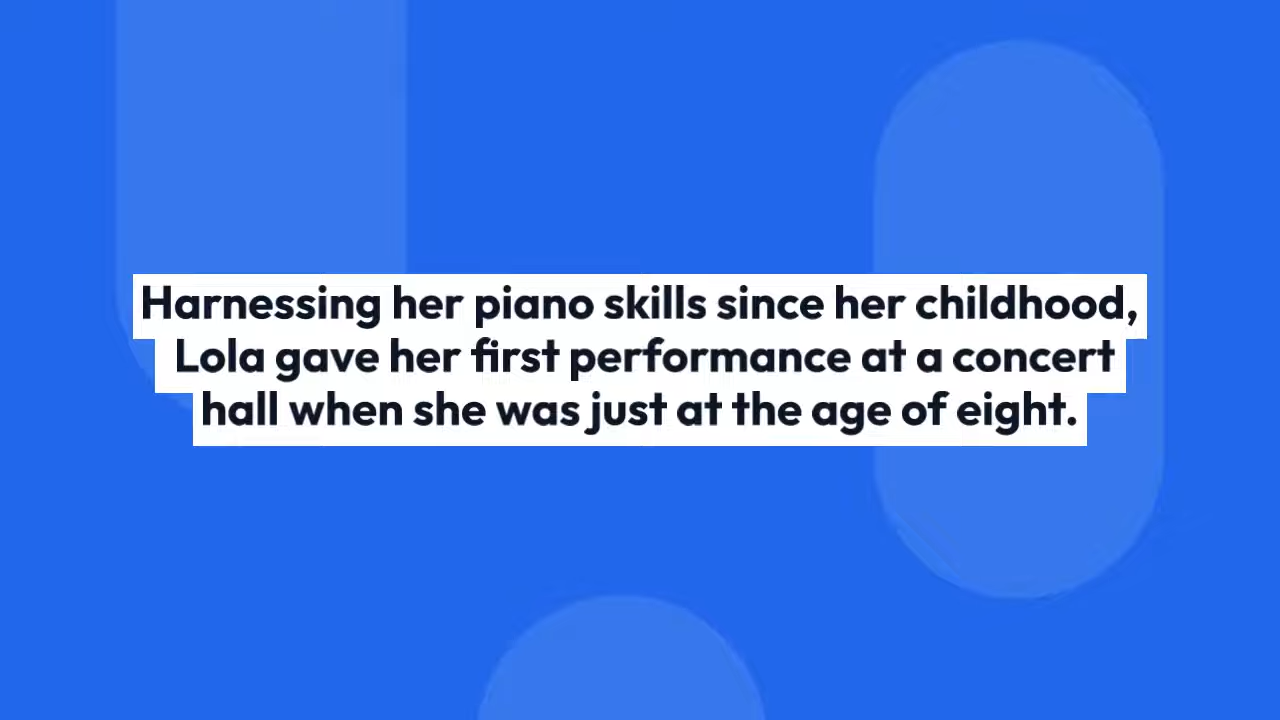 Harnessing her piano skills since her childhood,
Lola gave her first performance at a concert
hall when she was just at the age of eight.